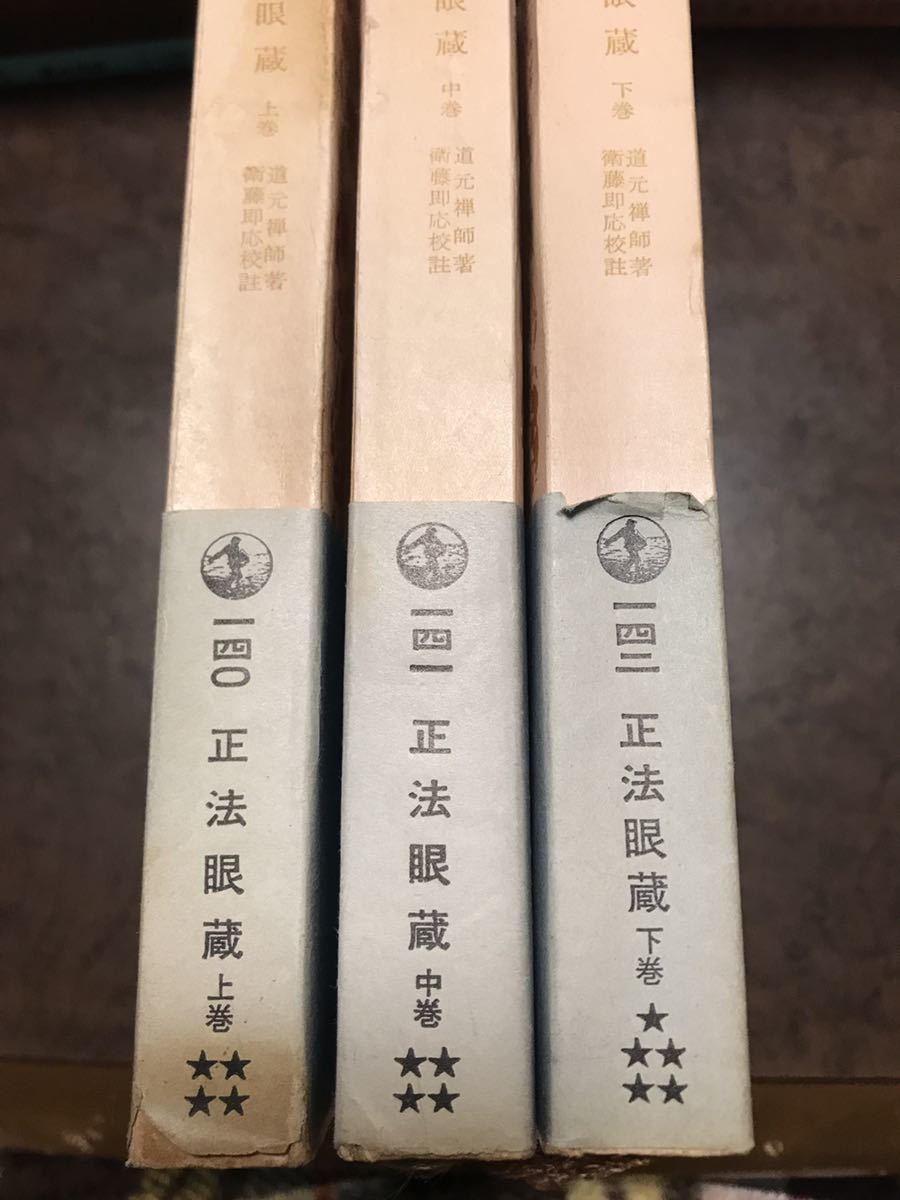 眼蔵 上巻
道元禅師著
衛藤即応校註
一四〇 正法眼蔵 上巻
★★
★★
眼蔵 中巻
道元禅師著
衛藤即応校註
一四一 正法眼蔵 中巻
★★
★★
眼蔵 下巻
道元禅師著
衛藤即応校註
一四二 正法眼蔵 下巻
★
★★
★★